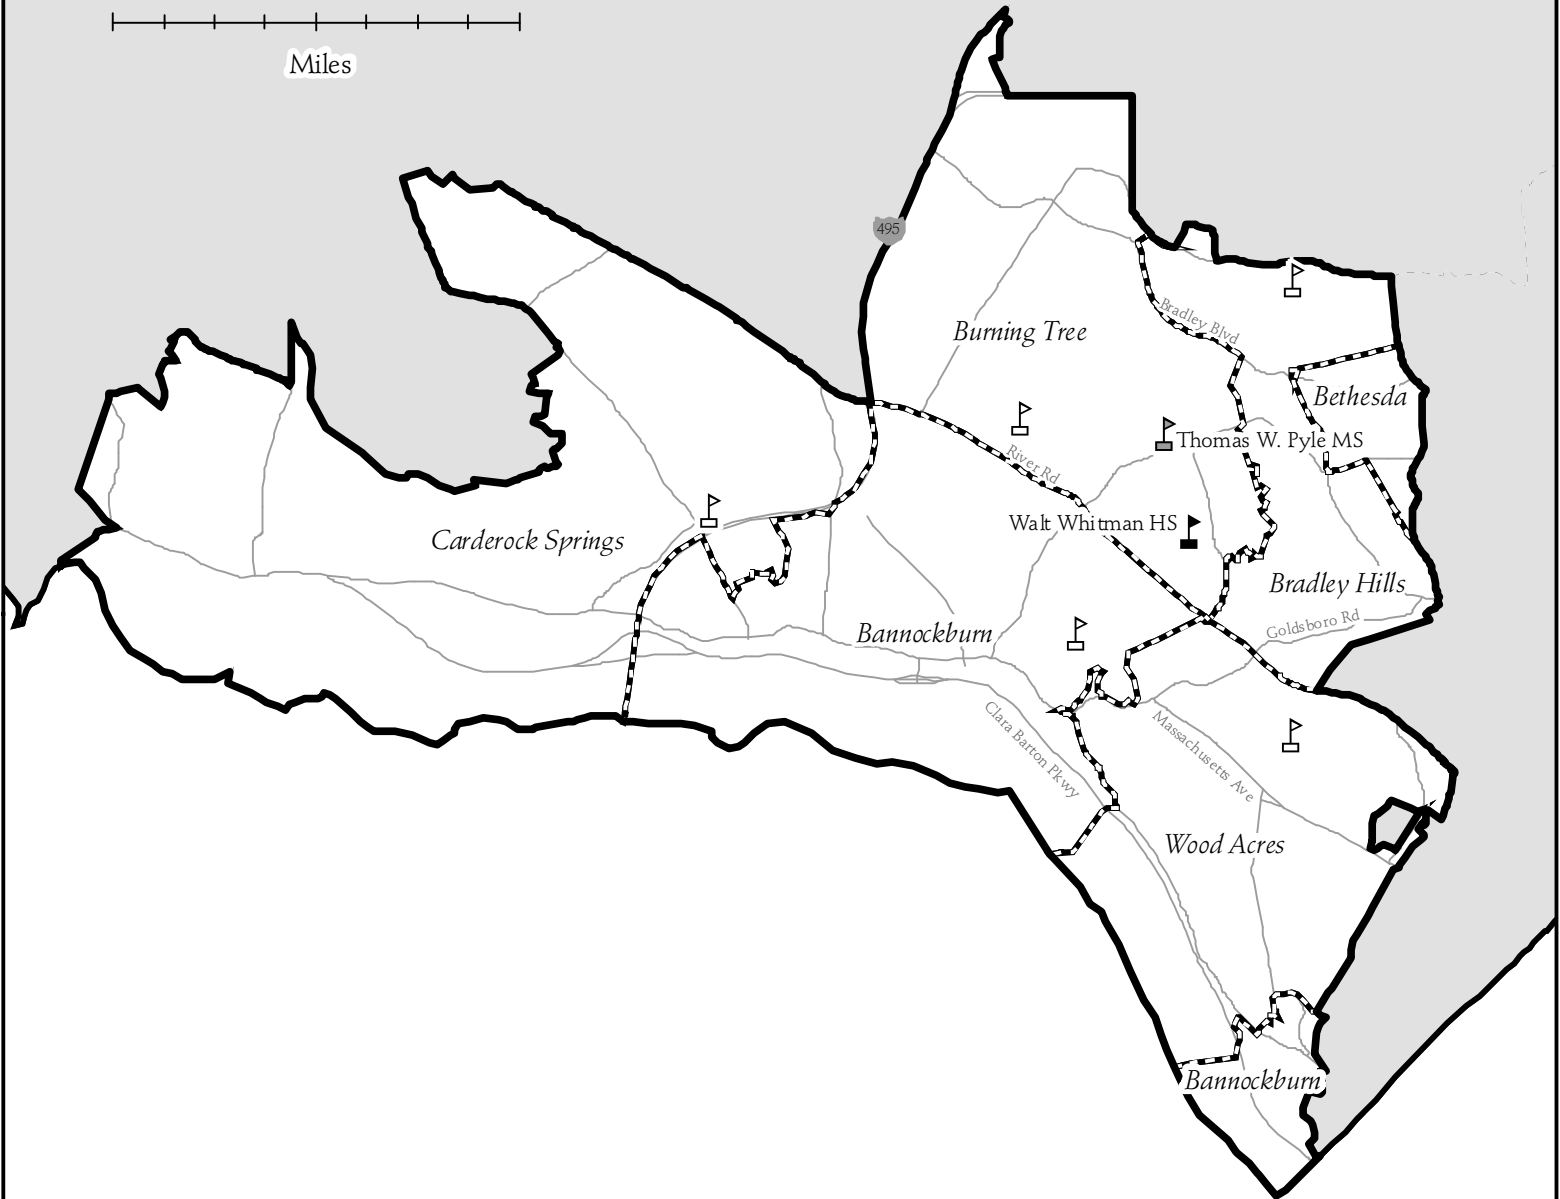 Miles
495
Bradley Blvd
Burning Tree
Bethesda
Thomas W. Pyle MS
River Rd
Walt Whitman HS
Carderock Springs
Bradley Hills
Goldsboro Rd
Bannockburn
Clara Barton Pkwy
Massachusetts Ave
Wood Acres
Bannockburn